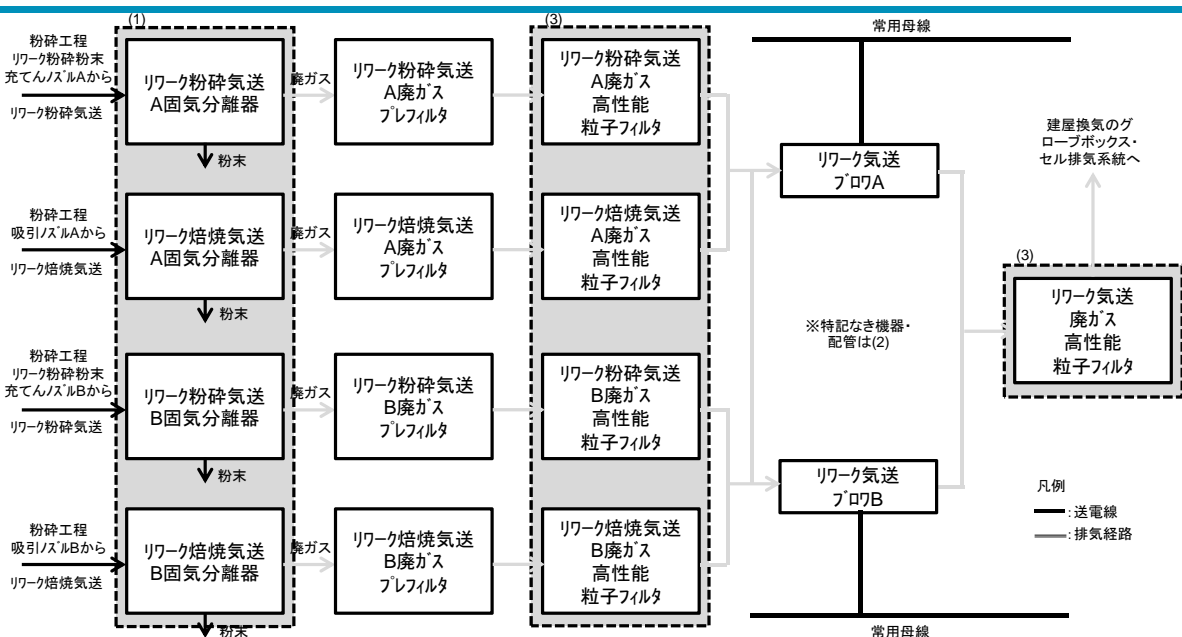 (1)
(3)
常用母線
粉砕工程
リワーク粉砕粉末
充てんノズルAから
リワーク粉砕気送
リワーク粉砕気送
A固気分離器
廃ガス
リワーク粉砕気送
A廃ガス
プレフィルタ
リワーク粉砕気送
A廃ガス
高性能
粒子フィルタ
粉末
リワーク気送
ブロワA
建屋換気のグ
ローブボックス・
セル排気系統へ
粉砕工程
吸引ノズルAから
リワーク焙焼気送
リワーク焙焼気送
A固気分離器
廃ガス
リワーク焙焼気送
A廃ガス
プレフィルタ
リワーク焙焼気送
A廃ガス
高性能
粒子フィルタ
粉末
(3)
リワーク気送
廃ガス
高性能
粒子フィルタ
※特記なき機器・
配管は(2)
粉砕工程
リワーク粉砕粉末
充てんノズルBから
リワーク粉砕気送
リワーク粉砕気送
B固気分離器
廃ガス
リワーク粉砕気送
B廃ガス
プレフィルタ
リワーク粉砕気送
B廃ガス
高性能
粒子フィルタ
粉末
リワーク気送
ブロワB
凡例
:送電線
:排気経路
粉砕工程
吸引ノズルBから
リワーク焙焼気送
リワーク焙焼気送
B固気分離器
廃ガス
リワーク焙焼気送
B廃ガス
プレフィルタ
リワーク焙焼気送
B廃ガス
高性能
粒子フィルタ
粉末
常用母線